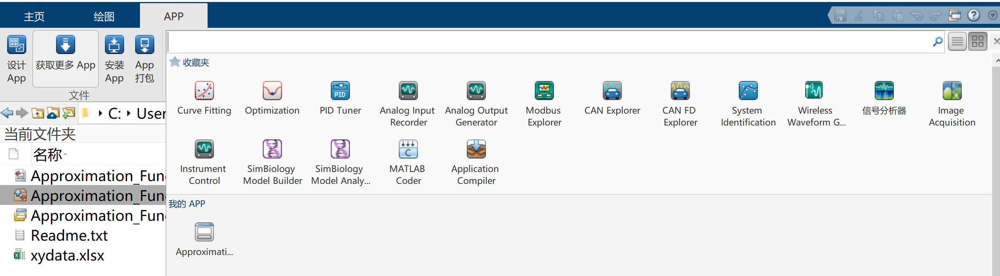 主页 绘图 APP
设计 App
获取更多 App
安装 App
App 打包
文件
C: User
当前文件夹
名称
Approximation_Fun
Approximation_Fun
Approximation_Fun
Readme.txt
xydata.xlsx
收藏夹
Curve Fitting
Optimization
PID
PID Tuner
Analog Input Recorder
Analog Output Generator
Modbus Explorer
CAN Explorer
CAN FD Explorer
System Identification
Wireless Waveform G...
信号分析器
Image Acquisition
Instrument Control
SimBiology Model Builder
SimBiology Model Analy...
C
MATLAB Coder
Application Compiler
我的 APP
Approximati...